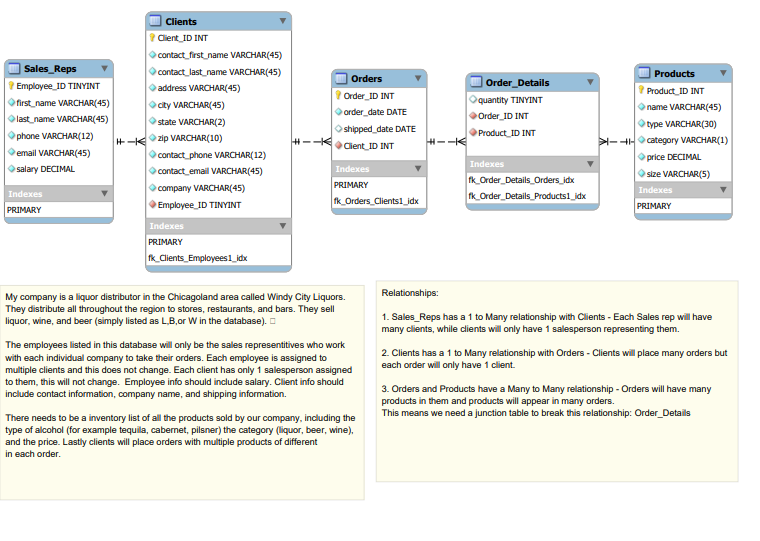 Sales_Reps
Employee_ID TINYINT
first_name VARCHAR(45)
last_name VARCHAR(45)
phone VARCHAR(12)
email VARCHAR(45)
salary DECIMAL
Indexes
PRIMARY
Clients
Client_ID INT
contact_first_name VARCHAR(45)
contact_last_name VARCHAR(45)
address VARCHAR(45)
city VARCHAR(45)
state VARCHAR(2)
zip VARCHAR(10)
contact_phone VARCHAR(12)
contact_email VARCHAR(45)
company VARCHAR(45)
Employee_ID TINYINT
Indexes
PRIMARY
fk_Clients_Employees1_idx
Orders
Order_ID INT
order_date DATE
shipped_date DATE
Client_ID INT
Indexes
PRIMARY
fk_Orders_Clients1_idx
Order_Details
quantity TINYINT
Order_ID INT
Product_ID INT
Indexes
fk_Order_Details_Orders_idx
fk_Order_Details_Products1_idx
Products
Product_ID INT
name VARCHAR(45)
type VARCHAR(30)
category VARCHAR(1)
price DECIMAL
size VARCHAR(5)
Indexes
PRIMARY
My company is a liquor distributor in the Chicagoland area called Windy City Liquors.
They distribute all throughout the region to stores, restaurants, and bars. They sell
liquor, wine, and beer (simply listed as L,B,or W in the database). □
The employees listed in this database will only be the sales representitives who work
with each individual company to take their orders. Each employee is assigned to
multiple clients and this does not change. Each client has only 1 salesperson assigned
to them, this will not change.  Employee info should include salary. Client info should
include contact information, company name, and shipping information.
There needs to be a inventory list of all the products sold by our company, including the
type of alcohol (for example tequila, cabernet, pilsner) the category (liquor, beer, wine),
and the price. Lastly clients will place orders with multiple products of different
in each order.
Relationships:
1. Sales_Reps has a 1 to Many relationship with Clients - Each Sales rep will have
many clients, while clients will only have 1 salesperson representing them.
2. Clients has a 1 to Many relationship with Orders - Clients will place many orders but
each order will only have 1 client.
3. Orders and Products have a Many to Many relationship - Orders will have many
products in them and products will appear in many orders.
This means we need a junction table to break this relationship: Order_Details